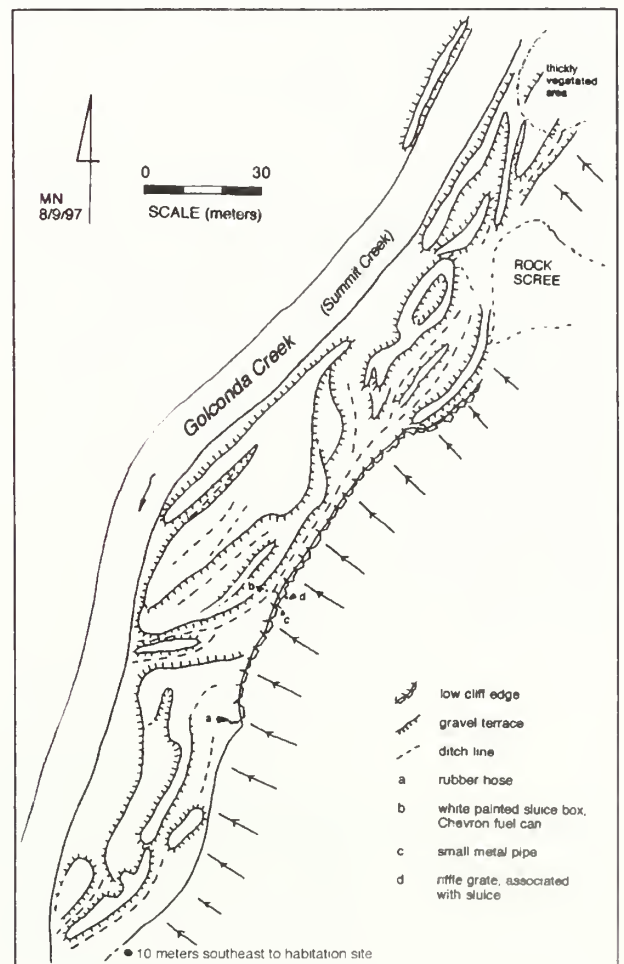 thickly
vegetated
area
0 30
SCALE (meters)
MN
8/9/97
ROCK
SCREE
(Summit Creek)
Golconda Creek
b
d
c
a
low cliff edge
gravel terrace
ditch line
a rubber hose
b white painted sluice box,
Chevron fuel can
c small metal pipe
d riffle grate, associated
with sluice
10 meters southeast to habitation site